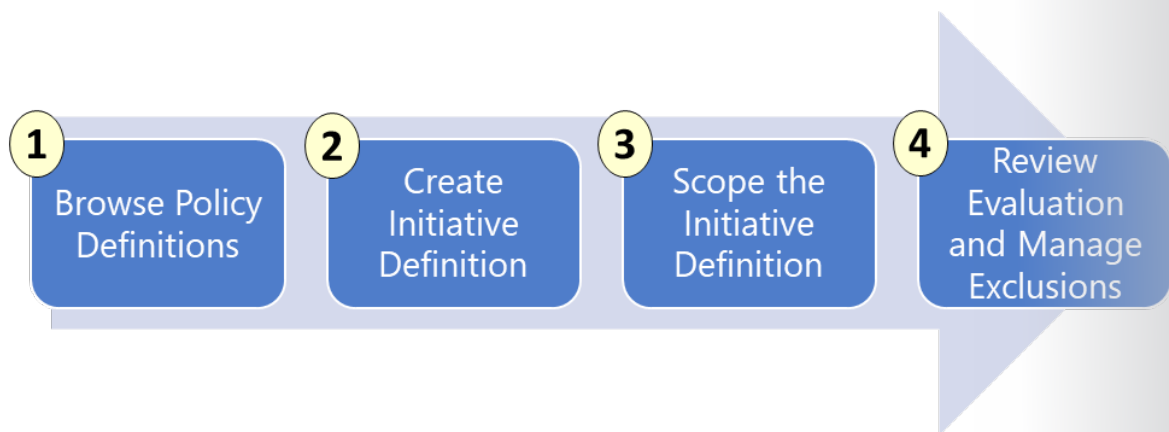 1
Browse Policy
Definitions
2
Create
Initiative
Definition
3
Scope the
Initiative
Definition
4
Review
Evaluation
and Manage
Exclusions